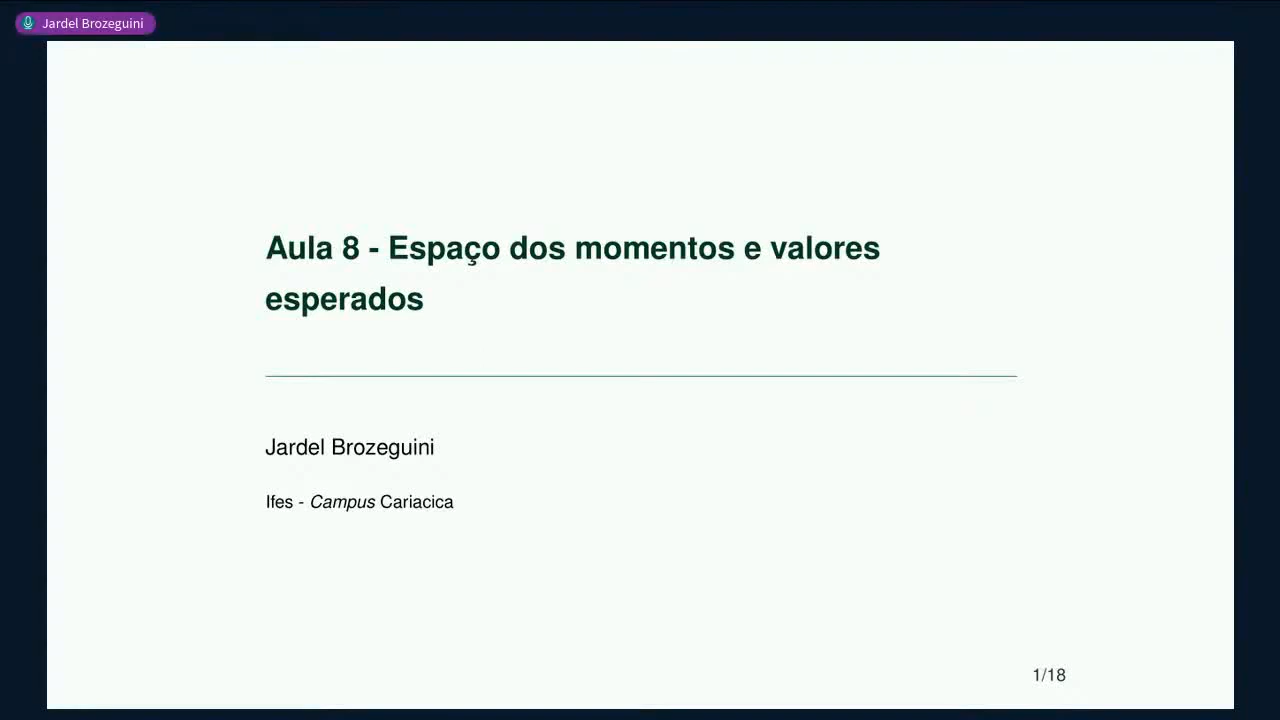 Jardel Brozeguini
Aula 8 - Espaço dos momentos e valores
esperados
Jardel Brozeguini
Ifes - Campus Cariacica
1/18